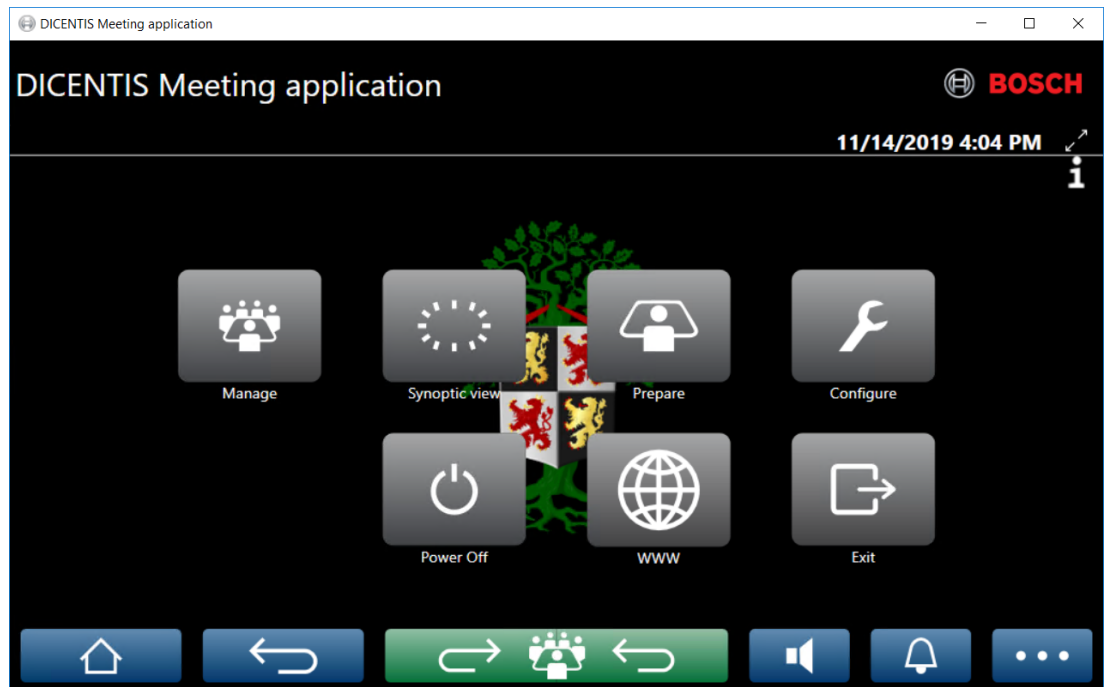 DICENTIS Meeting application
DICENTIS Meeting application
BOSCH
11/14/2019 4:04 PM
Manage
Synoptic view
Prepare
Configure
Power Off
WWW
Exit